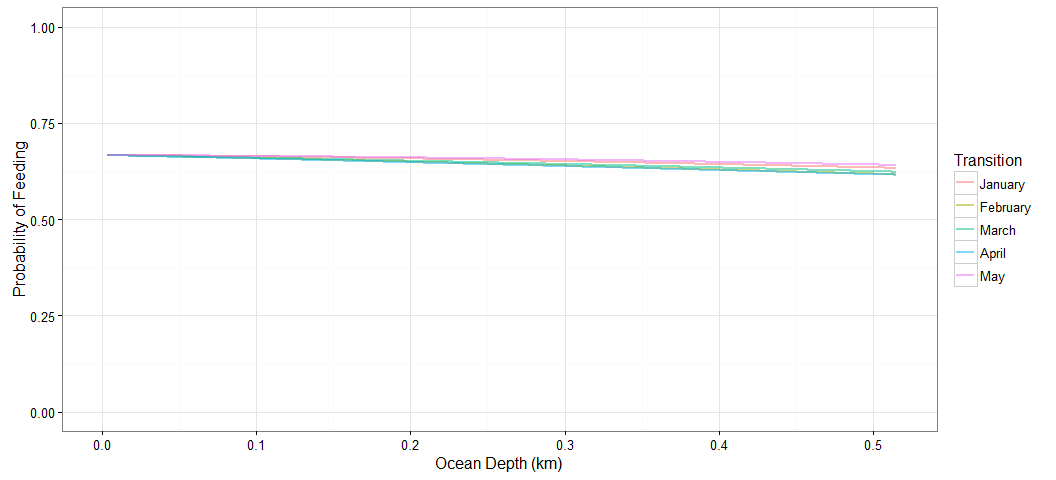 1.00
0.75
0.50
0.25
0.00
Probability of Feeding
0.0 0.1 0.2 0.3 0.4 0.5
Ocean Depth (km)
Transition
January
February
March
April
May